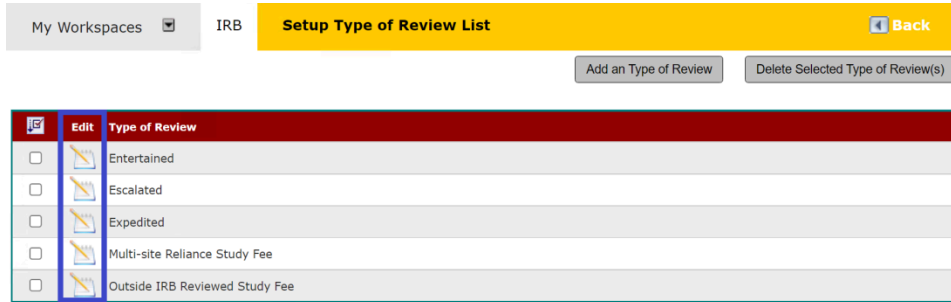 My Workspaces IRB Setup Type of Review List Back
Add an Type of Review Delete Selected Type of Review(s)
Edit Type of Review
Entertained
Escalated
Expedited
Multi-site Reliance Study Fee
Outside IRB Reviewed Study Fee